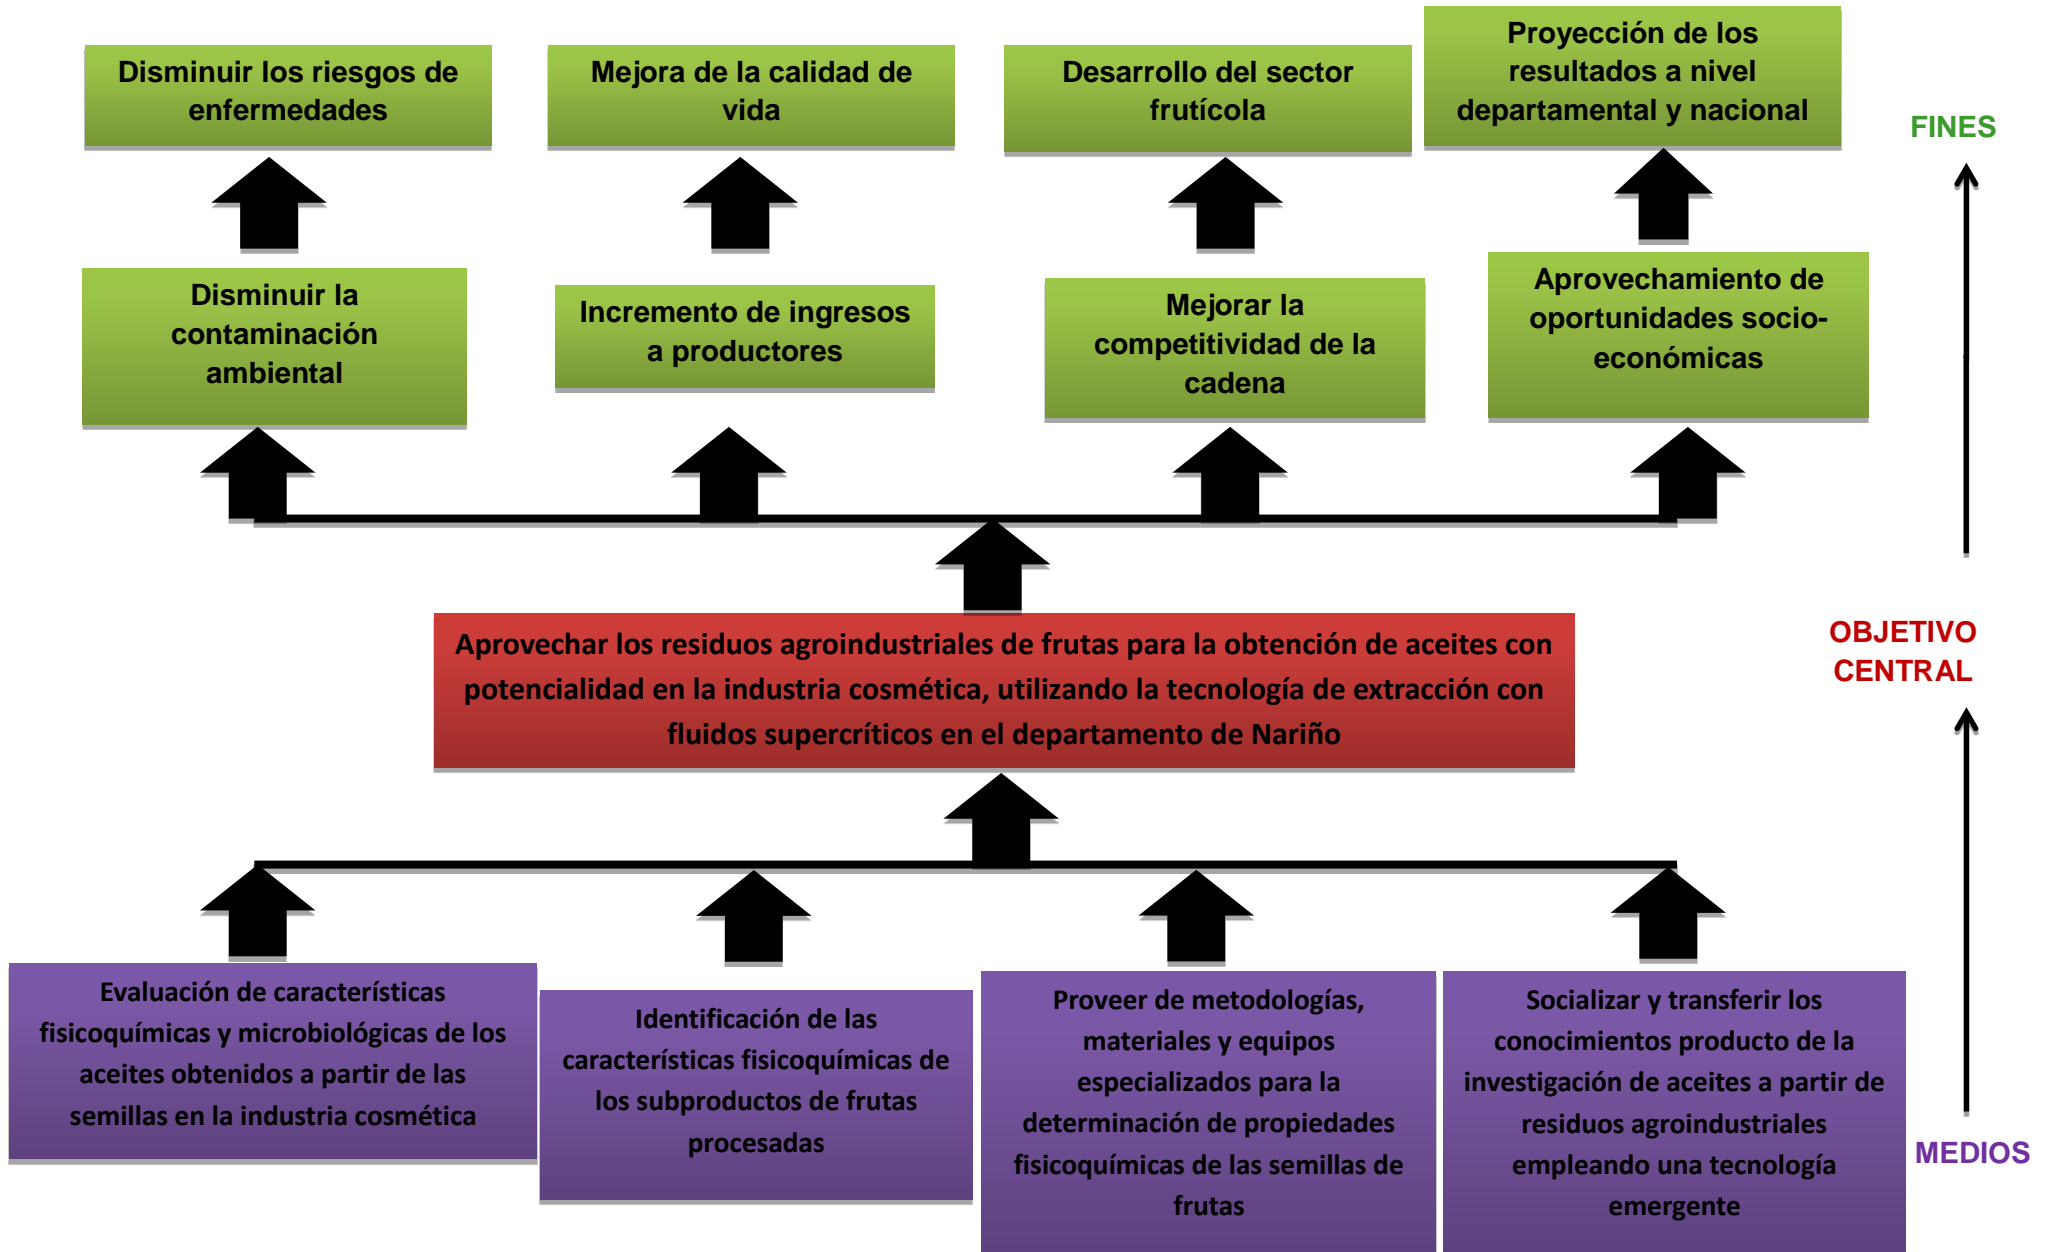 Disminuir los riesgos de
enfermedades
Mejora de la calidad de
vida
Desarrollo del sector
frutícola
Proyección de los
resultados a nivel
departamental y nacional
FINES
Disminuir la
contaminación
ambiental
Incremento de ingresos
a productores
Mejorar la
competitividad de la
cadena
Aprovechamiento de
oportunidades socio-
económicas
Aprovechar los residuos agroindustriales de frutas para la obtención de aceites con
potencialidad en la industria cosmética, utilizando la tecnología de extracción con
fluidos supercríticos en el departamento de Nariño
OBJETIVO
CENTRAL
Evaluación de características
fisicoquímicas y microbiológicas de los
aceites obtenidos a partir de las
semillas en la industria cosmética
Identificación de las
características fisicoquímicas de
los subproductos de frutas
procesadas
Proveer de metodologías,
materiales y equipos
especializados para la
determinación de propiedades
fisicoquímicas de las semillas de
frutas
Socializar y transferir los
conocimientos producto de la
investigación de aceites a partir de
residuos agroindustriales
empleando una tecnología
emergente
MEDIOS